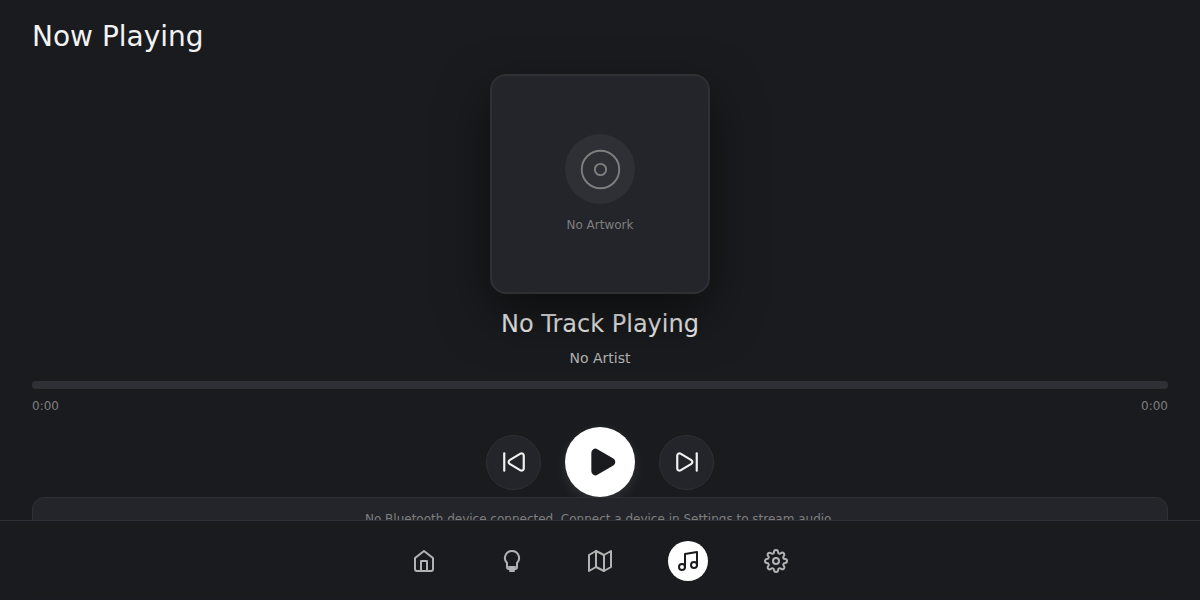 Now Playing
No Artwork
No Track Playing
No Artist
0:00
0:00
No Bluetooth device connected. Connect a device in Settings to stream audio.